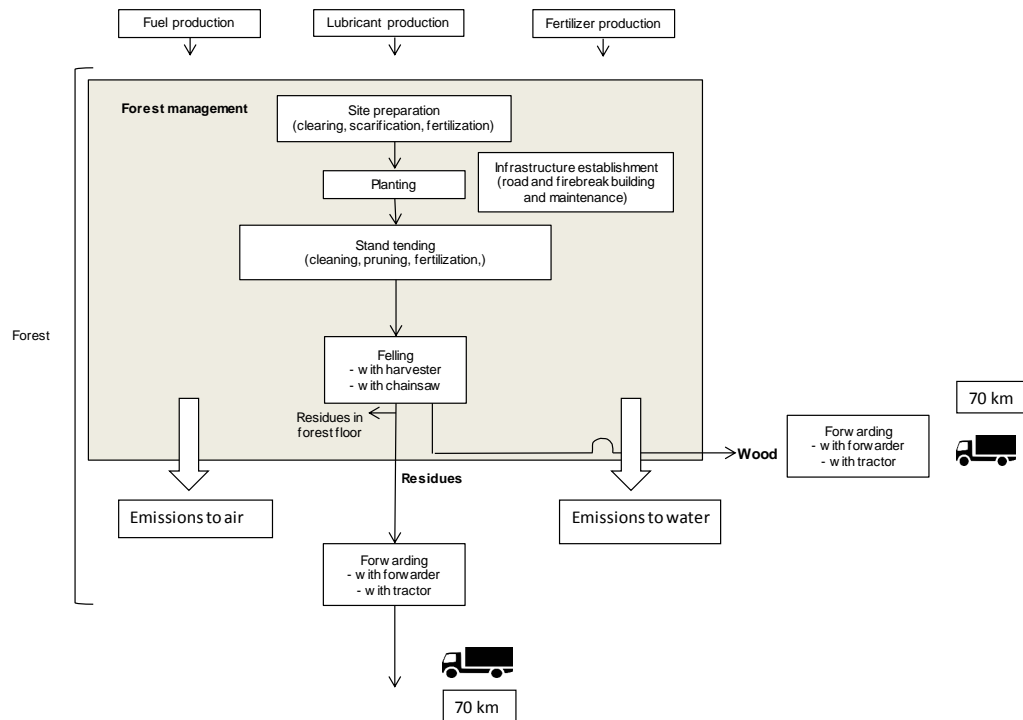 Fuel production
Lubricant production
Fertilizer production
Forest management
Site preparation
(clearing, scarification, fertilization)
Infrastructure establishment
(road and firebreak building
and maintenance)
Planting
Stand tending
(cleaning, pruning, fertilization,)
Forest
Felling
- with harvester
- with chainsaw
Residues in
forest floor
70 km
Forwarding
- with forwarder
- with tractor
Wood
Residues
Emissions to air
Emissions to water
Forwarding
- with forwarder
- with tractor
70 km